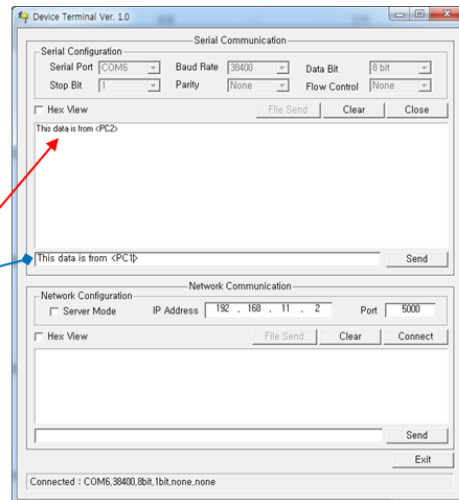 Device Terminal Ver. 1.0
Serial Communication
Serial Configuration
Serial Port COM6 Baud Rate 38400 Data Bit 8 bit
Stop Bit 1 Parity None Flow Control None
Hex View File Send Clear Close
This data is from <PC2>
This data is from <PC1> Send
Network Communication
Network Configuration
Server Mode IP Address 192 . 168 . 11 . 2 Port 5000
Hex View File Send Clear Connect
Send
Exit
Connected : COM6,38400,8bit,1bit,none,none